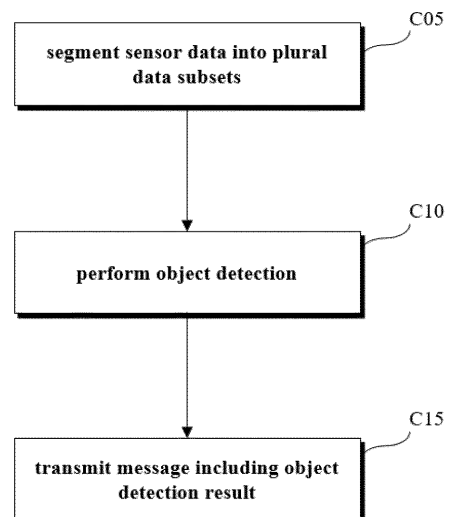 C05
segment sensor data into plural
data subsets
C10
perform object detection
C15
transmit message including object
detection result